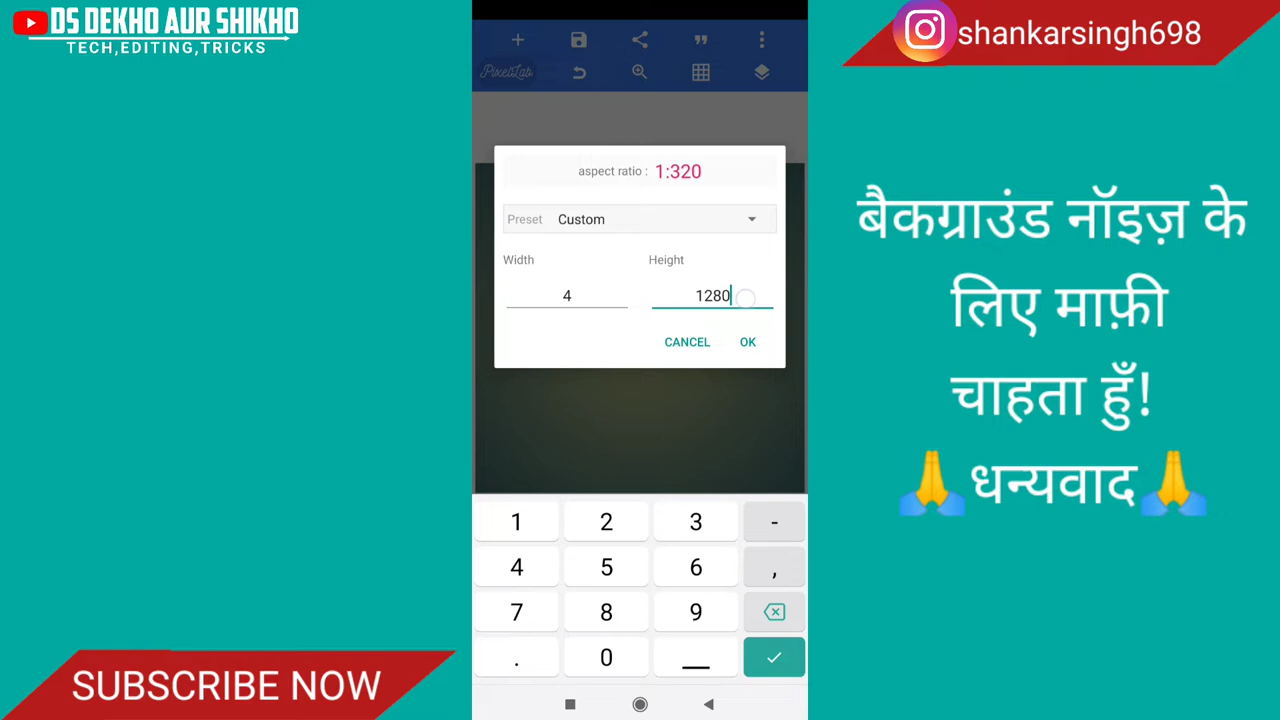 DS DEKHO AUR SHIKHO
TECH,EDITING,TRICKS
shankarsingh698
PixelLab
aspect ratio : 1:320
Preset Custom
Width Height
4 1280
CANCEL OK
1 2 3 -
4 5 6 ,
7 8 9
. 0
बैकग्राउंड नॉइज़ के
लिए माफ़ी
चाहता हुँ!
🙏धन्यवाद🙏
SUBSCRIBE NOW